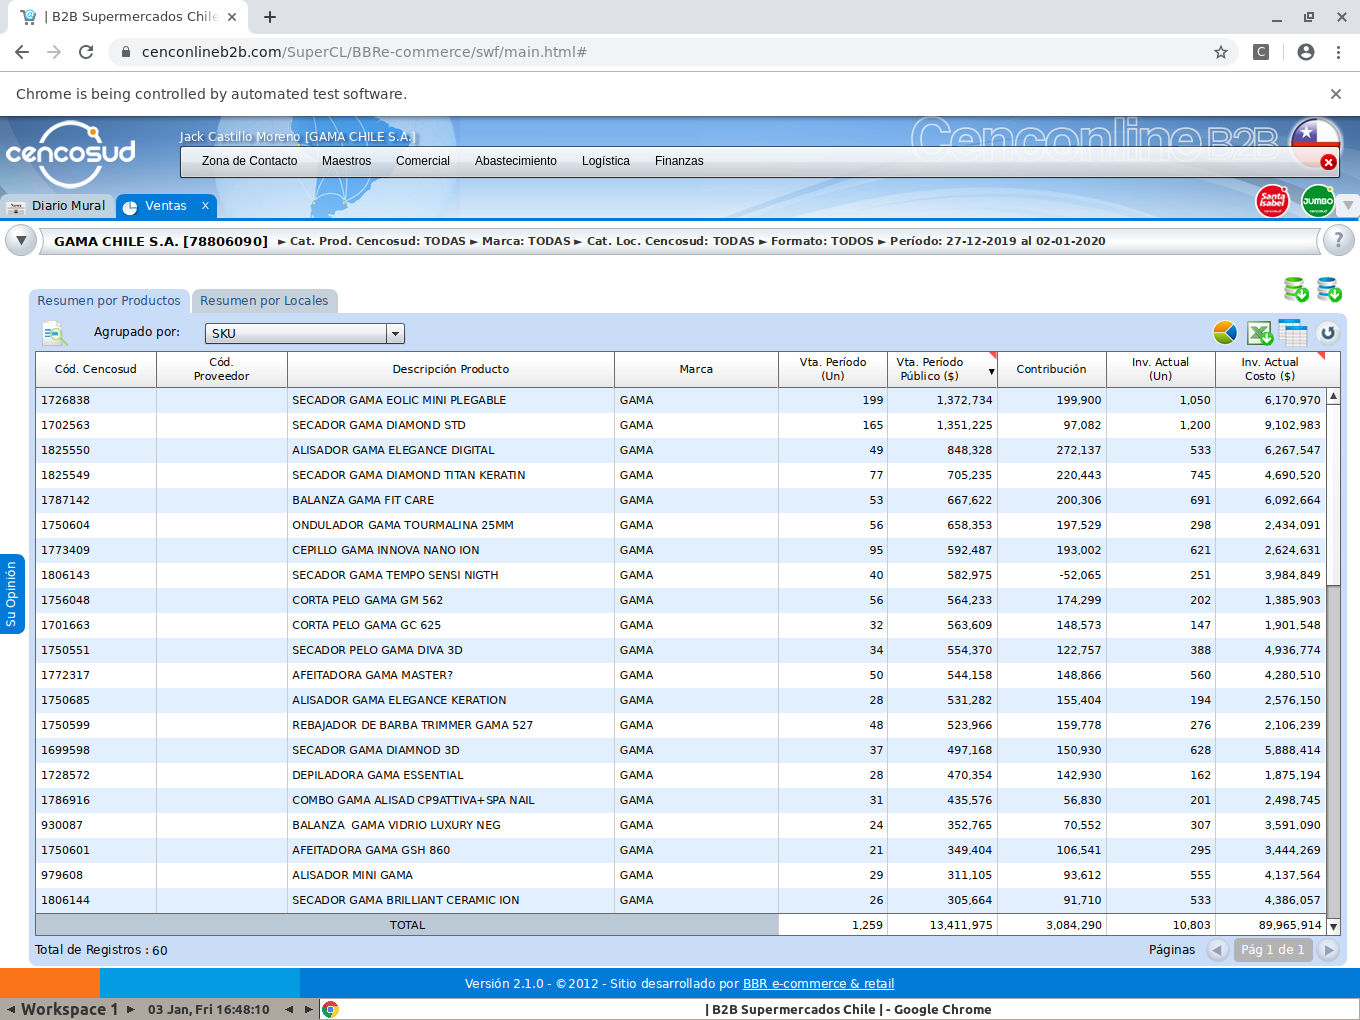 | B2B Supermercados Chile
cenconlineb2b.com/SuperCL/BBRe-commerce/swf/main.html#
Chrome is being controlled by automated test software.
cencosud
Jack Castillo Moreno [GAMA CHILE S.A.]
Cenconline B2B
Zona de Contacto Maestros Comercial Abastecimiento Logística Finanzas
Diario Mural Ventas X
Santa Isabel cencosud JUMBO cencosud
GAMA CHILE S.A. [78806090] ► Cat. Prod. Cencosud: TODAS ► Marca: TODAS ► Cat. Loc. Cencosud: TODAS ► Formato: TODOS ► Período: 27-12-2019 al 02-01-2020 ?
Resumen por Productos Resumen por Locales
Agrupado por: SKU
Cód. Cencosud Cód. Proveedor Descripción Producto Marca Vta. Período (Un) Vta. Período Público ($) Contribución Inv. Actual (Un) Inv. Actual Costo ($)
1726838 SECADOR GAMA EOLIC MINI PLEGABLE GAMA 199 1,372,734 199,900 1,050 6,170,970
1702563 SECADOR GAMA DIAMOND STD GAMA 165 1,351,225 97,082 1,200 9,102,983
1825550 ALISADOR GAMA ELEGANCE DIGITAL GAMA 49 848,328 272,137 533 6,267,547
1825549 SECADOR GAMA DIAMOND TITAN KERATIN GAMA 77 705,235 220,443 745 4,690,520
1787142 BALANZA GAMA FIT CARE GAMA 53 667,622 200,306 691 6,092,664
1750604 ONDULADOR GAMA TOURMALINA 25MM GAMA 56 658,353 197,529 298 2,434,091
1773409 CEPILLO GAMA INNOVA NANO ION GAMA 95 592,487 193,002 621 2,624,631
1806143 SECADOR GAMA TEMPO SENSI NIGTH GAMA 40 582,975 -52,065 251 3,984,849
1756048 CORTA PELO GAMA GM 562 GAMA 56 564,233 174,299 202 1,385,903
1701663 CORTA PELO GAMA GC 625 GAMA 32 563,609 148,573 147 1,901,548
1750551 SECADOR PELO GAMA DIVA 3D GAMA 34 554,370 122,757 388 4,936,774
1772317 AFEITADORA GAMA MASTER? GAMA 50 544,158 148,866 560 4,280,510
1750685 ALISADOR GAMA ELEGANCE KERATION GAMA 28 531,282 155,404 194 2,576,150
1750599 REBAJADOR DE BARBA TRIMMER GAMA 527 GAMA 48 523,966 159,778 276 2,106,239
1699598 SECADOR GAMA DIAMNOD 3D GAMA 37 497,168 150,930 628 5,888,414
1728572 DEPILADORA GAMA ESSENTIAL GAMA 28 470,354 142,930 162 1,875,194
1786916 COMBO GAMA ALISAD CP9ATTIVA+SPA NAIL GAMA 31 435,576 56,830 201 2,498,745
930087 BALANZA GAMA VIDRIO LUXURY NEG GAMA 24 352,765 70,552 307 3,591,090
1750601 AFEITADORA GAMA GSH 860 GAMA 21 349,404 106,541 295 3,444,269
979608 ALISADOR MINI GAMA GAMA 29 311,105 93,612 555 4,137,564
1806144 SECADOR GAMA BRILLIANT CERAMIC ION GAMA 26 305,664 91,710 533 4,386,057
TOTAL 1,259 13,411,975 3,084,290 10,803 89,965,914
Su Opinión
Total de Registros : 60 Páginas Pág 1 de 1
Versión 2.1.0 - ©2012 - Sitio desarrollado por BBR e-commerce & retail
Workspace 1 03 Jan, Fri 16:48:10 | B2B Supermercados Chile | - Google Chrome